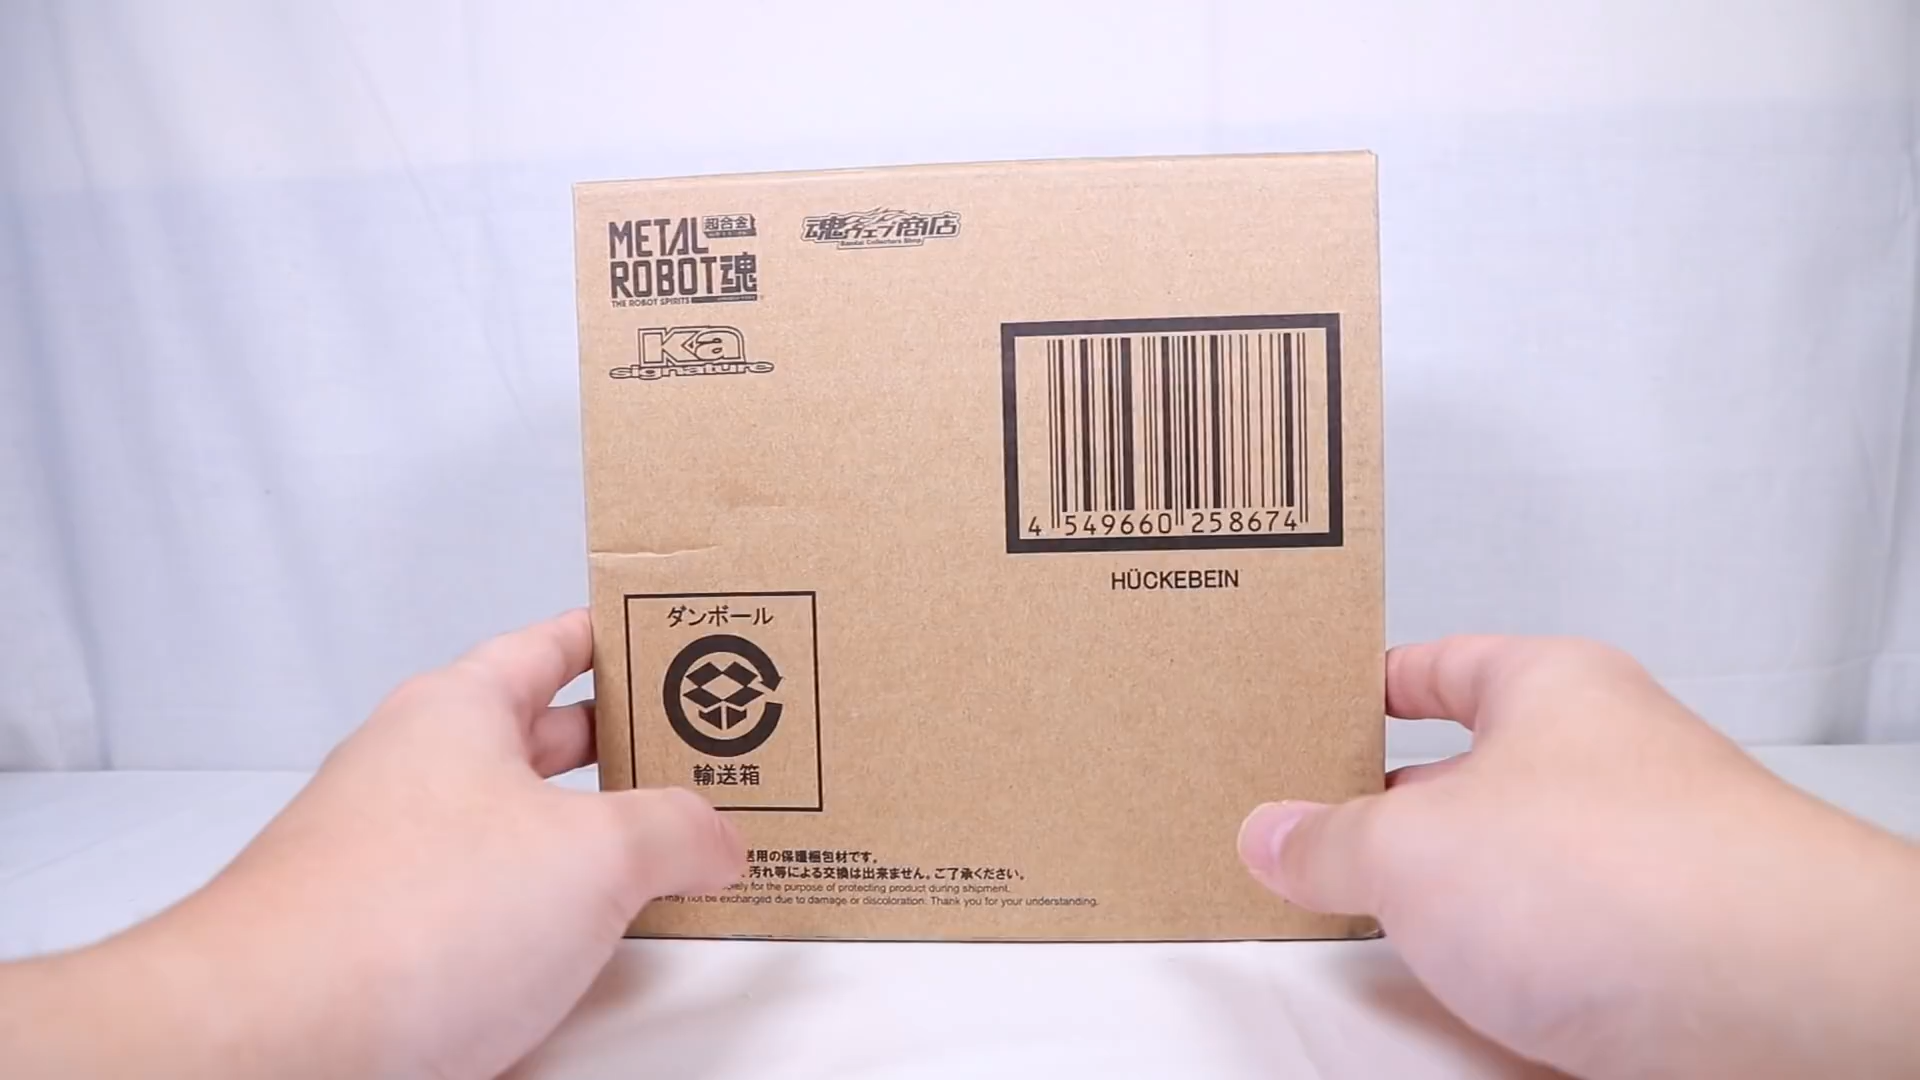 METAL 超合金
ROBOT魂
THE ROBOT SPIRITS
魂ウェブ商店
Bandai Collectors Shop
Ka
signature
4 549660 258674
HÜCKEBEIN
ダンボール
輸送箱
送用の保護梱包材です。
、汚れ等による交換は出来ません。ご了承ください。
for the purpose of protecting product during shipment.
may not be exchanged due to damage or discoloration. Thank you for your understanding.